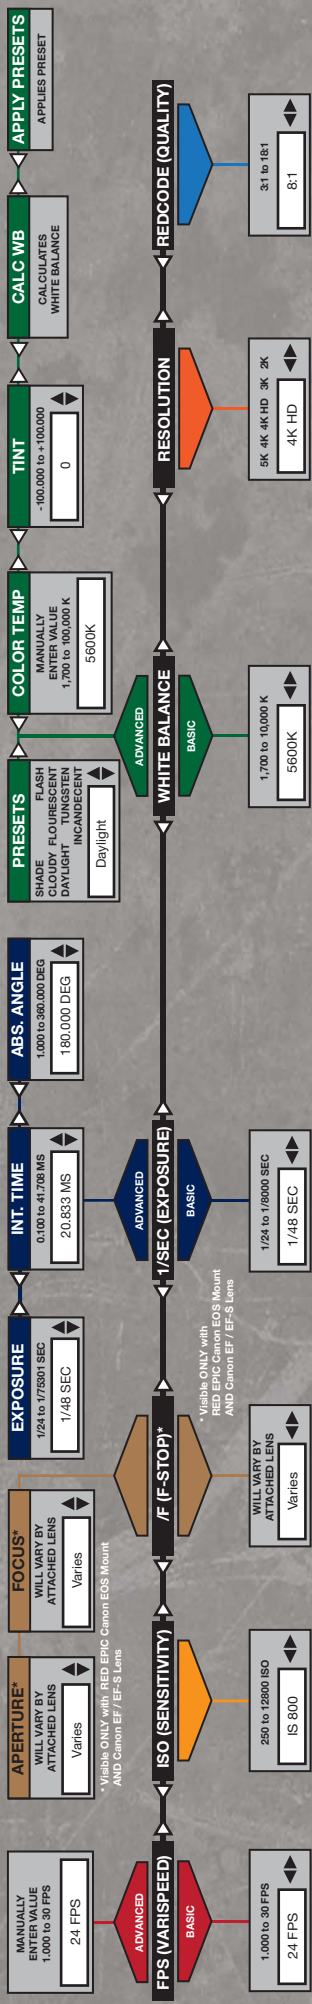 MANUALLY
ENTER VALUE
1.000 to 30 FPS
24 FPS
ADVANCED
FPS (VARISPEED)
BASIC
1.000 to 30 FPS
24 FPS
ISO (SENSITIVITY)
250 to 12800 ISO
IS 800
APERTURE*
WILL VARY BY
ATTACHED LENS
Varies
FOCUS*
WILL VARY BY
ATTACHED LENS
Varies
* Visible ONLY with RED EPIC Canon EOS Mount
AND Canon EF / EF-S Lens
/F (F-STOP)*
* Visible ONLY with
RED EPIC Canon EOS Mount
AND Canon EF / EF-S Lens
WILL VARY BY
ATTACHED LENS
Varies
EXPOSURE
1/24 to 1/75301 SEC
1/48 SEC
INT. TIME
0.100 to 41.708 MS
20.833 MS
ABS. ANGLE
1.000 to 360.000 DEG
180.000 DEG
ADVANCED
1/SEC (EXPOSURE)
BASIC
1/24 to 1/8000 SEC
1/48 SEC
PRESETS
SHADE FLASH
CLOUDY FLOURESCENT
DAYLIGHT TUNGSTEN
INCANDECENT
Daylight
COLOR TEMP
MANUALLY
ENTER VALUE
1,700 to 100,000 K
5600K
TINT
-100.000 to +100.000
0
CALC WB
CALCULATES
WHITE BALANCE
APPLY PRESETS
APPLIES PRESET
ADVANCED
WHITE BALANCE
BASIC
1,700 to 10,000 K
5600K
RESOLUTION
5K 4K 4K HD 3K 2K
4K HD
REDCODE (QUALITY)
3:1 to 18:1
8:1